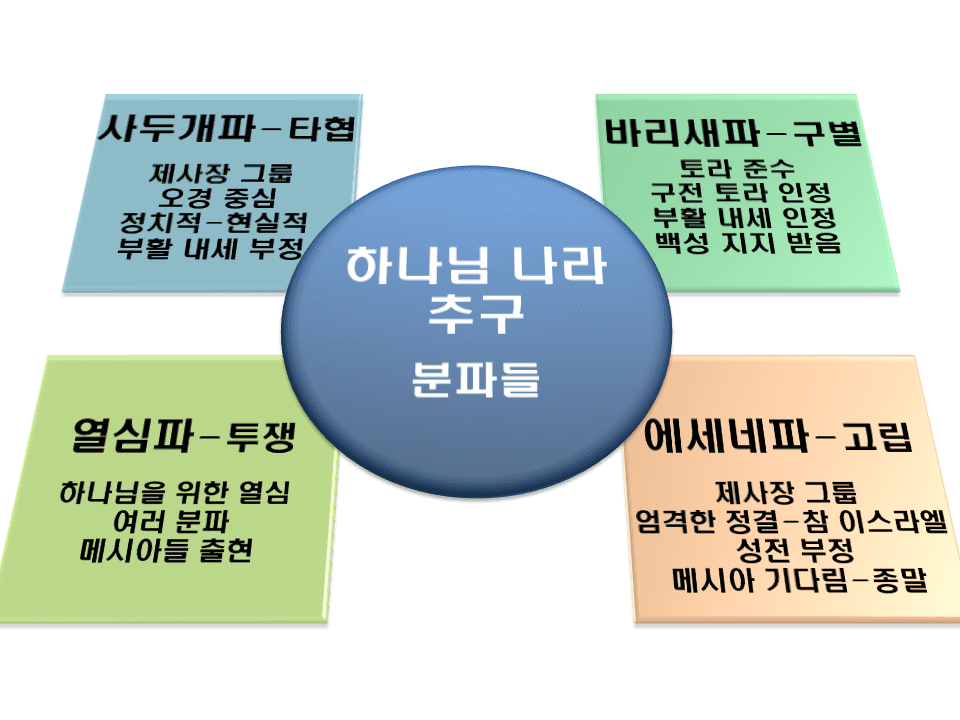 사두개파-타협
제사장 그룹
오경 중심
정치적-현실적
부활 내세 부정
바리새파-구별
토라 준수
구전 토라 인정
부활 내세 인정
백성 지지 받음
하나님 나라
추구
분파들
열심파-투쟁
하나님을 위한 열심
여러 분파
메시아들 출현
에세네파-고립
제사장 그룹
엄격한 정결-참 이스라엘
성전 부정
메시아 기다림-종말